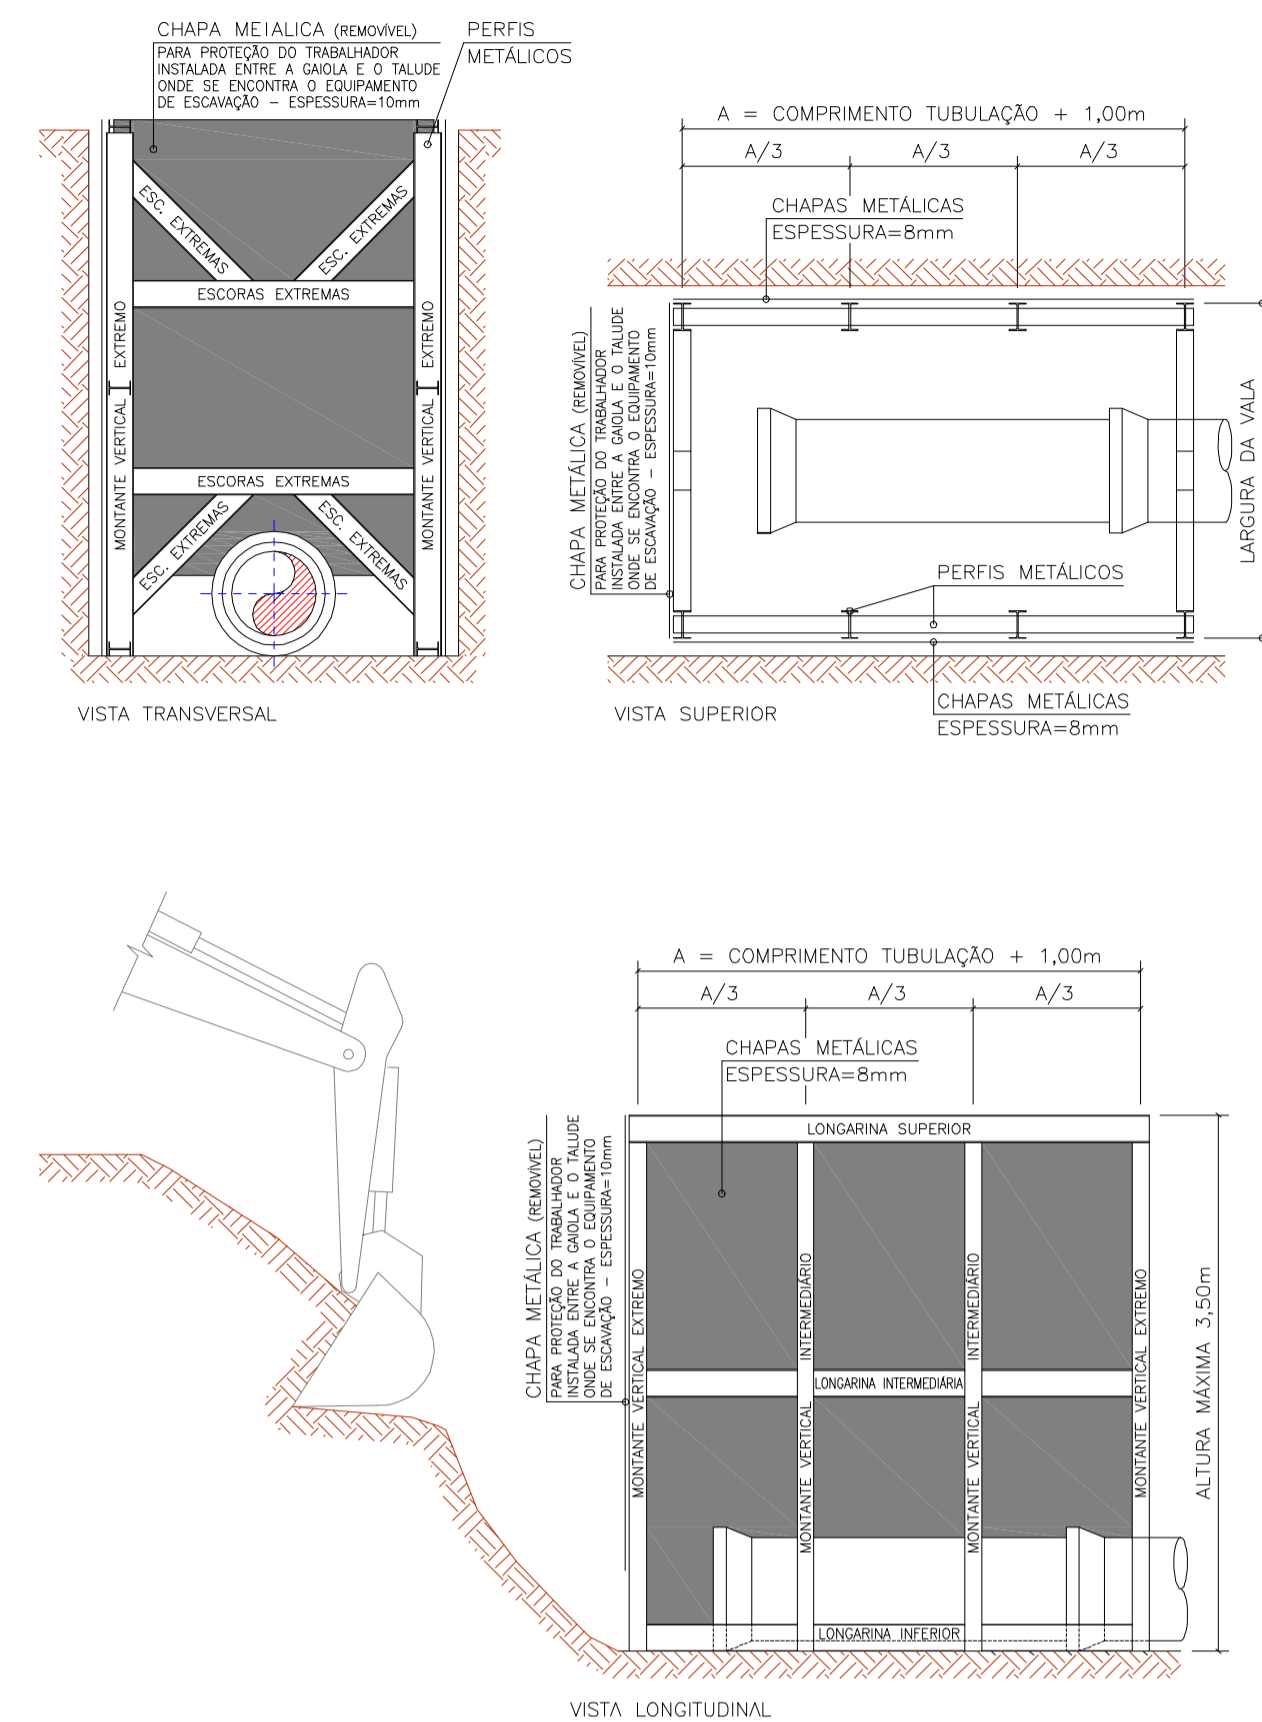 CHAPA MEIALICA (REMOVÍVEL)
PARA PROTEÇÃO DO TRABALHADOR
INSTALADA ENTRE A GAIOLA E O TALUDE
ONDE SE ENCONTRA O EQUIPAMENTO
DE ESCAVAÇÃO – ESPESSURA=10mm
PERFIS
METÁLICOS
ESC. EXTREMAS
ESC. EXTREMAS
ESCORAS EXTREMAS
MONTANTE VERTICAL EXTREMO
MONTANTE VERTICAL EXTREMO
ESCORAS EXTREMAS
ESC. EXTREMAS
ESC. EXTREMAS
VISTA TRANSVERSAL
A = COMPRIMENTO TUBULAÇÃO + 1,00m
A/3
A/3
A/3
CHAPAS METÁLICAS
ESPESSURA=8mm
CHAPA METÁLICA (REMOVÍVEL)
PARA PROTEÇÃO DO TRABALHADOR
INSTALADA ENTRE A GAIOLA E O TALUDE
ONDE SE ENCONTRA O EQUIPAMENTO
DE ESCAVAÇÃO – ESPESSURA=10mm
LARGURA DA VALA
PERFIS METÁLICOS
CHAPAS METÁLICAS
ESPESSURA=8mm
VISTA SUPERIOR
A = COMPRIMENTO TUBULAÇÃO + 1,00m
A/3
A/3
A/3
CHAPAS METÁLICAS
ESPESSURA=8mm
CHAPA METÁLICA (REMOVÍVEL)
PARA PROTEÇÃO DO TRABALHADOR
INSTALADA ENTRE A GAIOLA E O TALUDE
ONDE SE ENCONTRA O EQUIPAMENTO
DE ESCAVAÇÃO – ESPESSURA=10mm
LONGARINA SUPERIOR
MONTANTE VERTICAL EXTREMO
MONTANTE VERTICAL INTERMEDIÁRIO
MONTANTE VERTICAL INTERMEDIÁRIO
MONTANTE VERTICAL EXTREMO
LONGARINA INTERMEDIÁRIA
LONGARINA INFERIOR
ALTURA MÁXIMA 3,50m
VISTA LONGITUDINAL